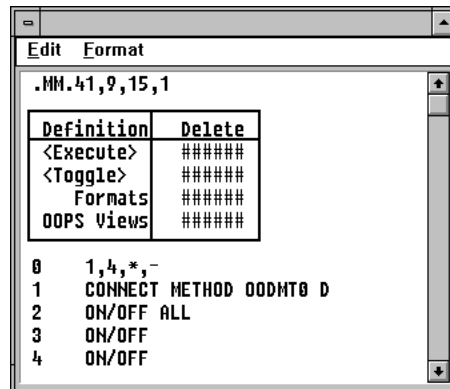 Edit Format
.MM.41,9,15,1
Definition Delete
<Execute> ######
<Toggle> ######
Formats ######
OOPS Views ######
0 1,4,*,-
1 CONNECT METHOD OODMT0 D
2 ON/OFF ALL
3 ON/OFF
4 ON/OFF